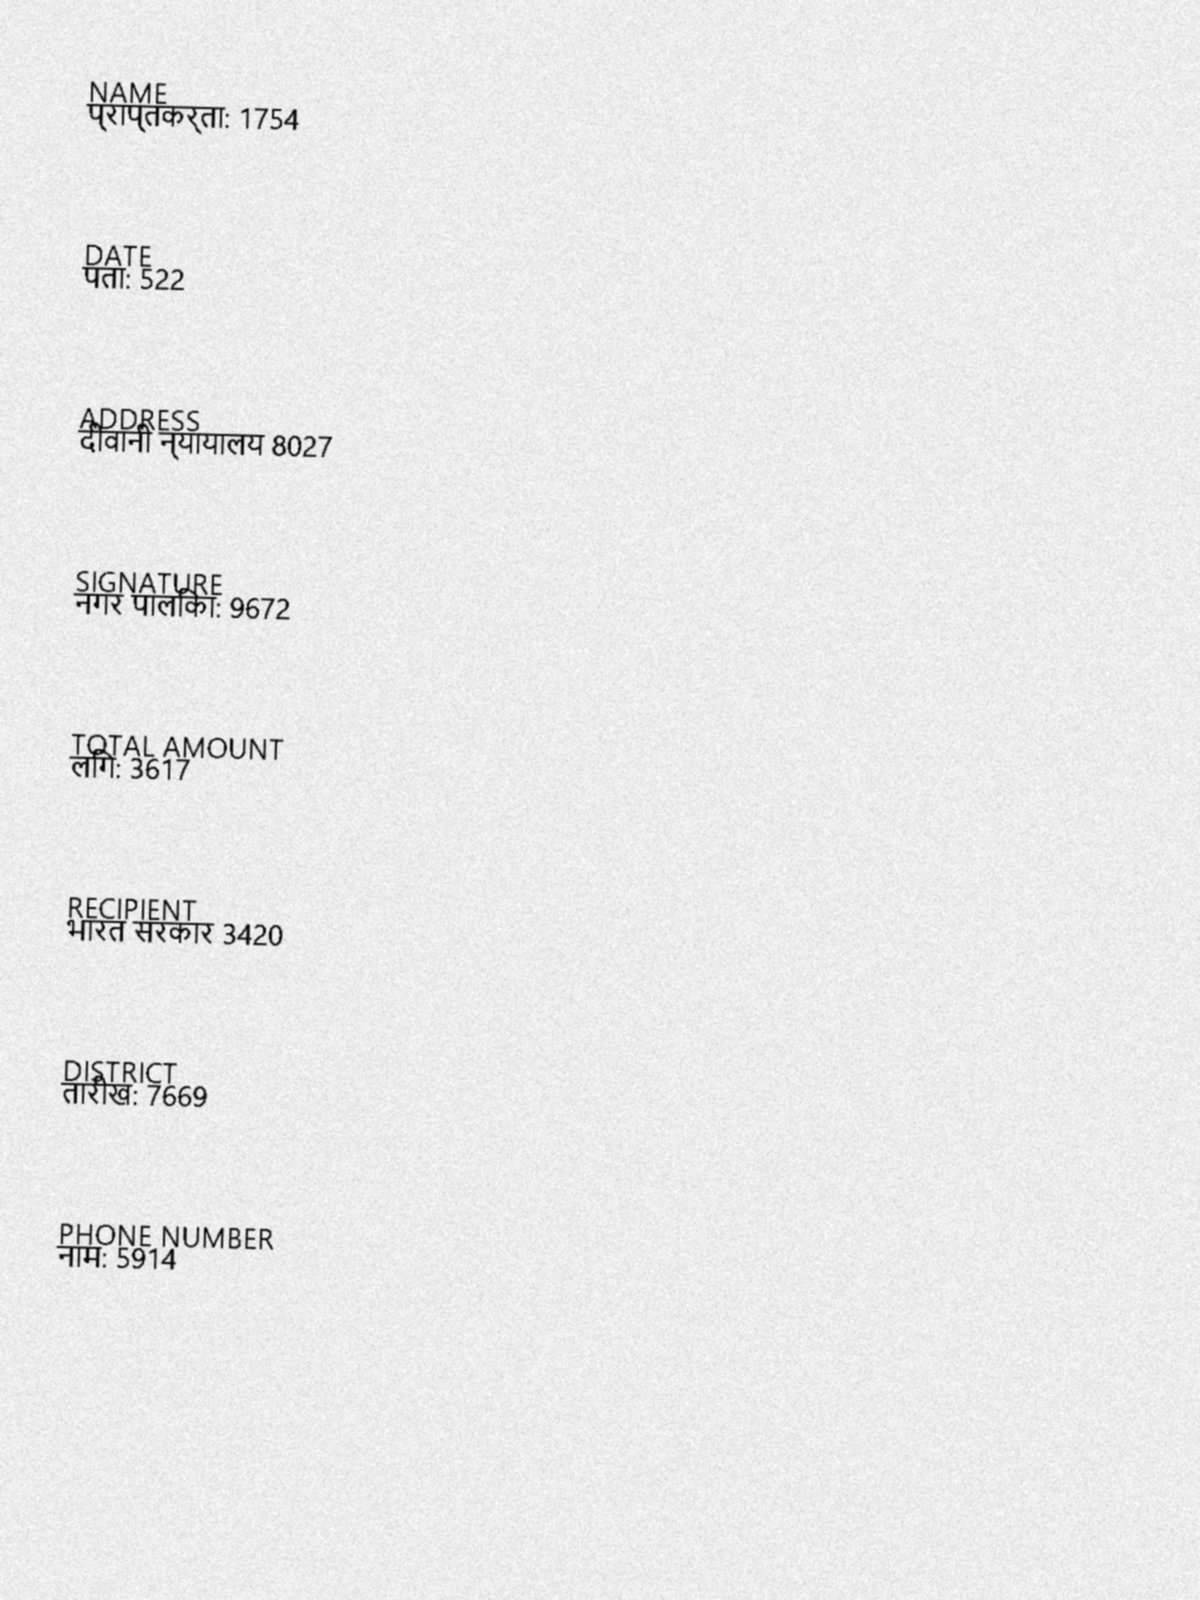 NAME
प्राप्तकर्ता: 1754
DATE
पता: 522
ADDRESS
दीवानी न्यायालय 8027
SIGNATURE
नगर पालिका: 9672
TOTAL AMOUNT
लिंग: 3617
RECIPIENT
भारत सरकार 3420
DISTRICT
तारीख: 7669
PHONE NUMBER
नाम: 5914